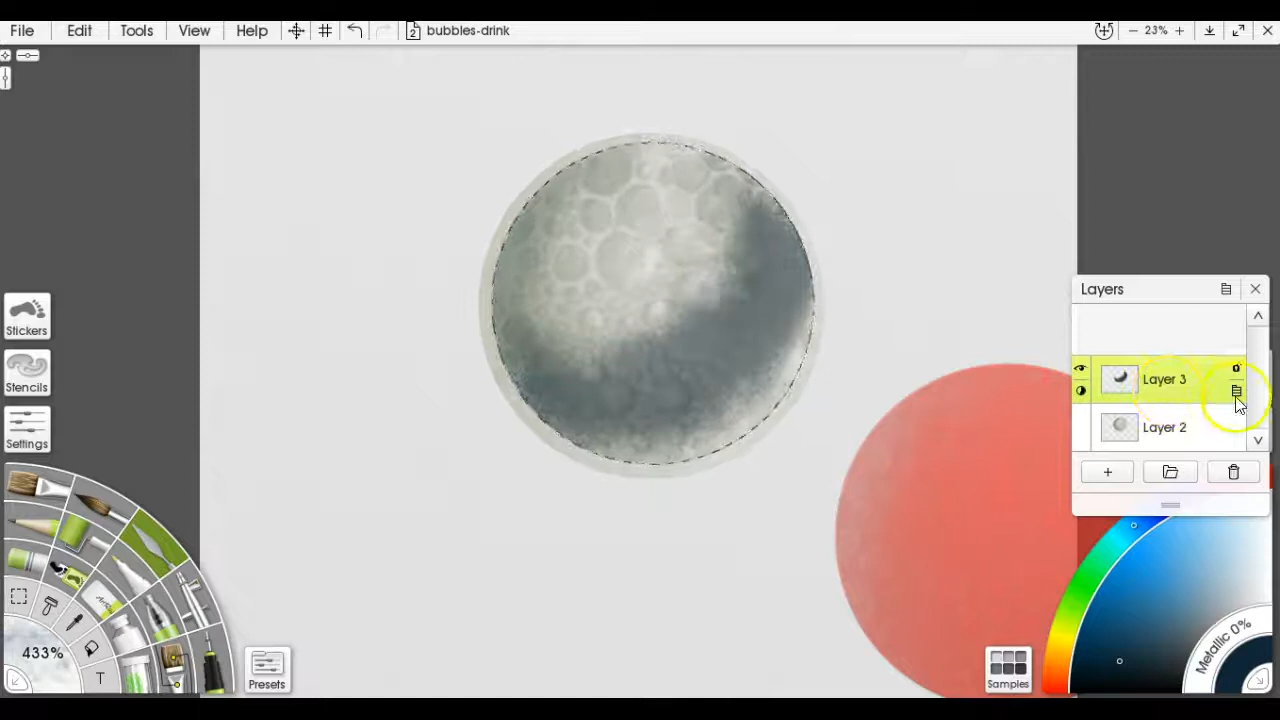 File Edit Tools View Help 2 bubbles-drink 23%
Layers
Stickers
Layer 3
Stencils
Layer 2
Settings
433%
T
Presets
Samples
Metallic 0%